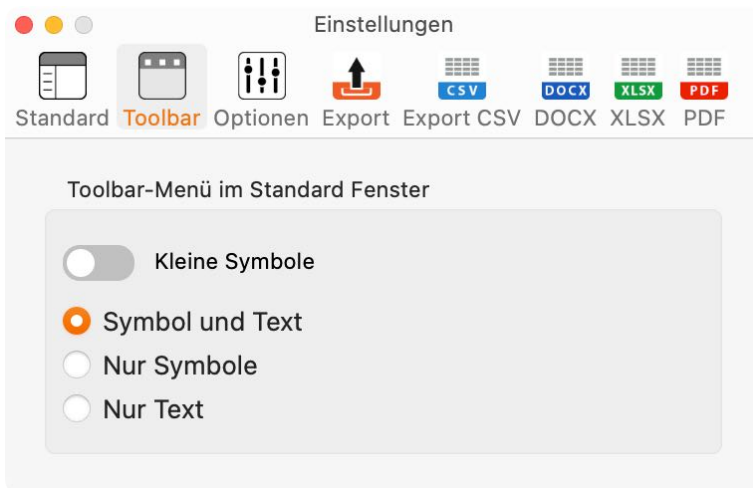 Einstellungen
CSV DOCX XLSX PDF
Standard Toolbar Optionen Export Export CSV DOCX XLSX PDF
Toolbar-Menü im Standard Fenster
Kleine Symbole
Symbol und Text
Nur Symbole
Nur Text